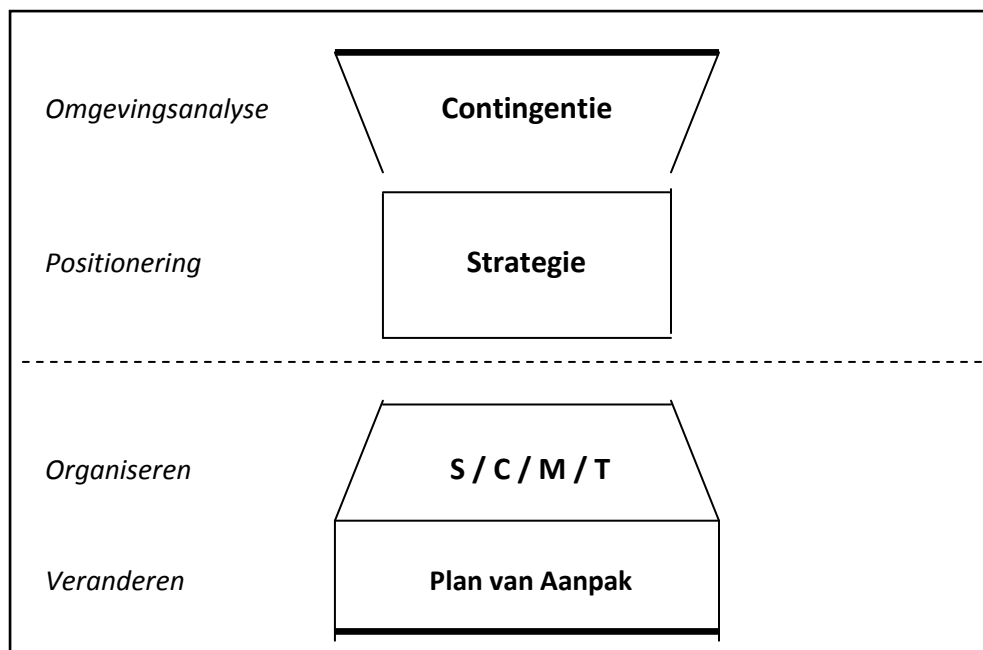 Omgevingsanalyse
Contingentie
Positionering
Strategie
Organiseren
S / C / M / T
Veranderen
Plan van Aanpak